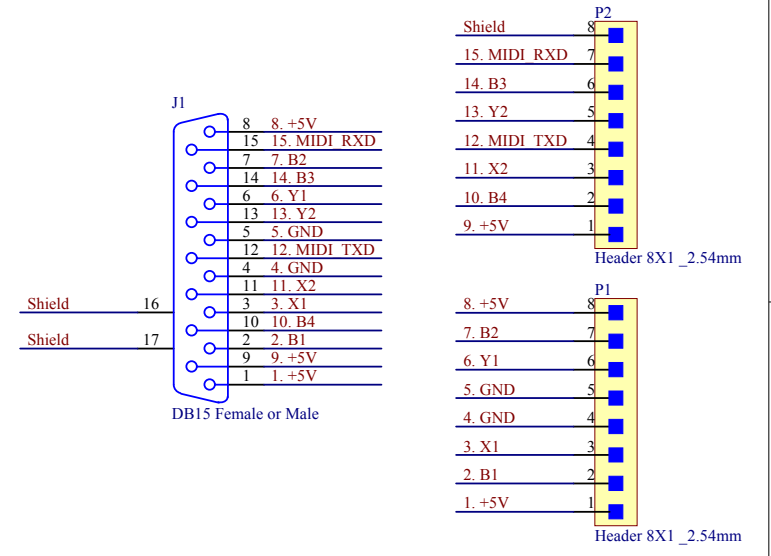 J1
8 8. +5V
15 15. MIDI_RXD
7 7. B2
14 14. B3
6 6. Y1
13 13. Y2
5 5. GND
12 12. MIDI_TXD
4 4. GND
11 11. X2
3 3. X1
10 10. B4
2 2. B1
9 9. +5V
1 1. +5V
Shield 16
Shield 17
DB15 Female or Male
P2
Shield 8
15. MIDI_RXD 7
14. B3 6
13. Y2 5
12. MIDI_TXD 4
11. X2 3
10. B4 2
9. +5V 1
Header 8X1 _2.54mm
P1
8. +5V 8
7. B2 7
6. Y1 6
5. GND 5
4. GND 4
3. X1 3
2. B1 2
1. +5V 1
Header 8X1 _2.54mm